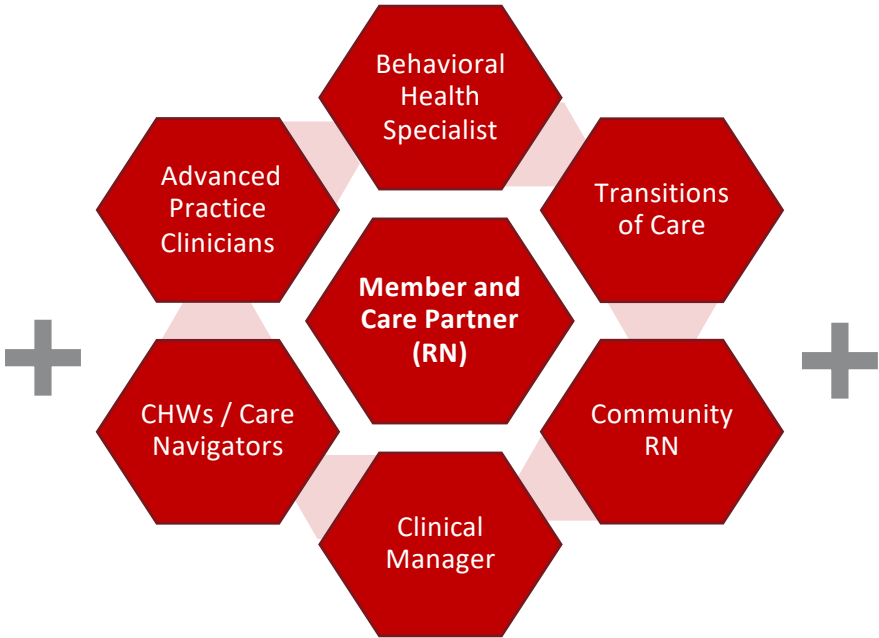 Behavioral
Health
Specialist
Advanced
Practice
Clinicians
Transitions
of Care
Member and
Care Partner
(RN)
CHWs / Care
Navigators
Community
RN
Clinical
Manager